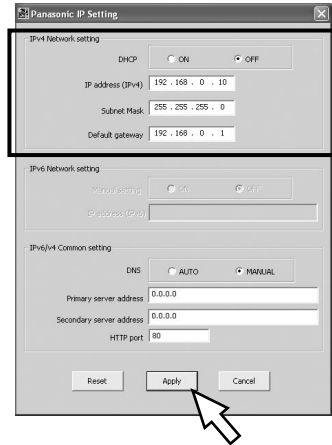 Panasonic IP Setting
IPv4 Network setting
DHCP ON OFF
IP address (IPv4) 192 . 168 . 0 . 10
Subnet Mask 255 . 255 . 255 . 0
Default gateway 192 . 168 . 0 . 1
IPv6 Network setting
Manual setting ON OFF
IP address (IPv6)
IPv6/v4 Common setting
DNS AUTO MANUAL
Primary server address 0.0.0.0
Secondary server address 0.0.0.0
HTTP port 80
Reset Apply Cancel